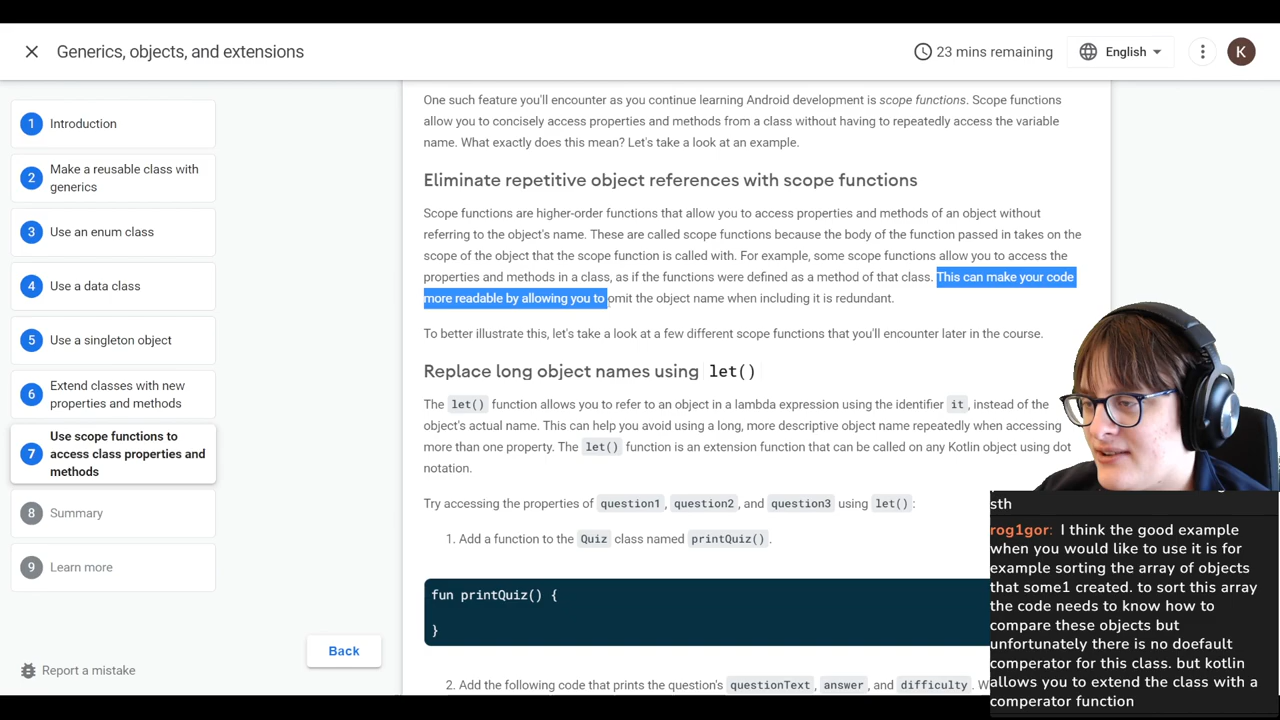 Generics, objects, and extensions
23 mins remaining
English
K
1 Introduction
2 Make a reusable class with
generics
3 Use an enum class
4 Use a data class
5 Use a singleton object
6 Extend classes with new
properties and methods
7 Use scope functions to
access class properties and
methods
8 Summary
9 Learn more
Report a mistake
Back
One such feature you'll encounter as you continue learning Android development is scope functions. Scope functions
allow you to concisely access properties and methods from a class without having to repeatedly access the variable
name. What exactly does this mean? Let's take a look at an example.
Eliminate repetitive object references with scope functions
Scope functions are higher-order functions that allow you to access properties and methods of an object without
referring to the object's name. These are called scope functions because the body of the function passed in takes on the
scope of the object that the scope function is called with. For example, some scope functions allow you to access the
properties and methods in a class, as if the functions were defined as a method of that class. This can make your code
more readable by allowing you to omit the object name when including it is redundant.
To better illustrate this, let's take a look at a few different scope functions that you'll encounter later in the course.
Replace long object names using let()
The let() function allows you to refer to an object in a lambda expression using the identifier it, instead of the
object's actual name. This can help you avoid using a long, more descriptive object name repeatedly when accessing
more than one property. The let() function is an extension function that can be called on any Kotlin object using dot
notation.
Try accessing the properties of question1, question2, and question3 using let():
1. Add a function to the Quiz class named printQuiz().
fun printQuiz() {
}
2. Add the following code that prints the question's questionText, answer, and difficulty.
sth
rog1gor: I think the good example
when you would like to use it is for
example sorting the array of objects
that some1 created. to sort this array
the code needs to know how to
compare these objects but
unfortunately there is no doefault
comperator for this class. but kotlin
allows you to extend the class with a
comperator function